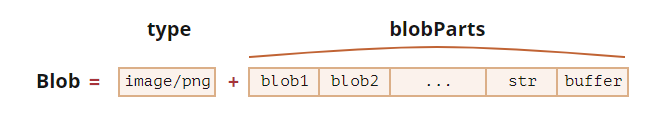 type blobParts
Blob = image/png + blob1 blob2 ... str buffer